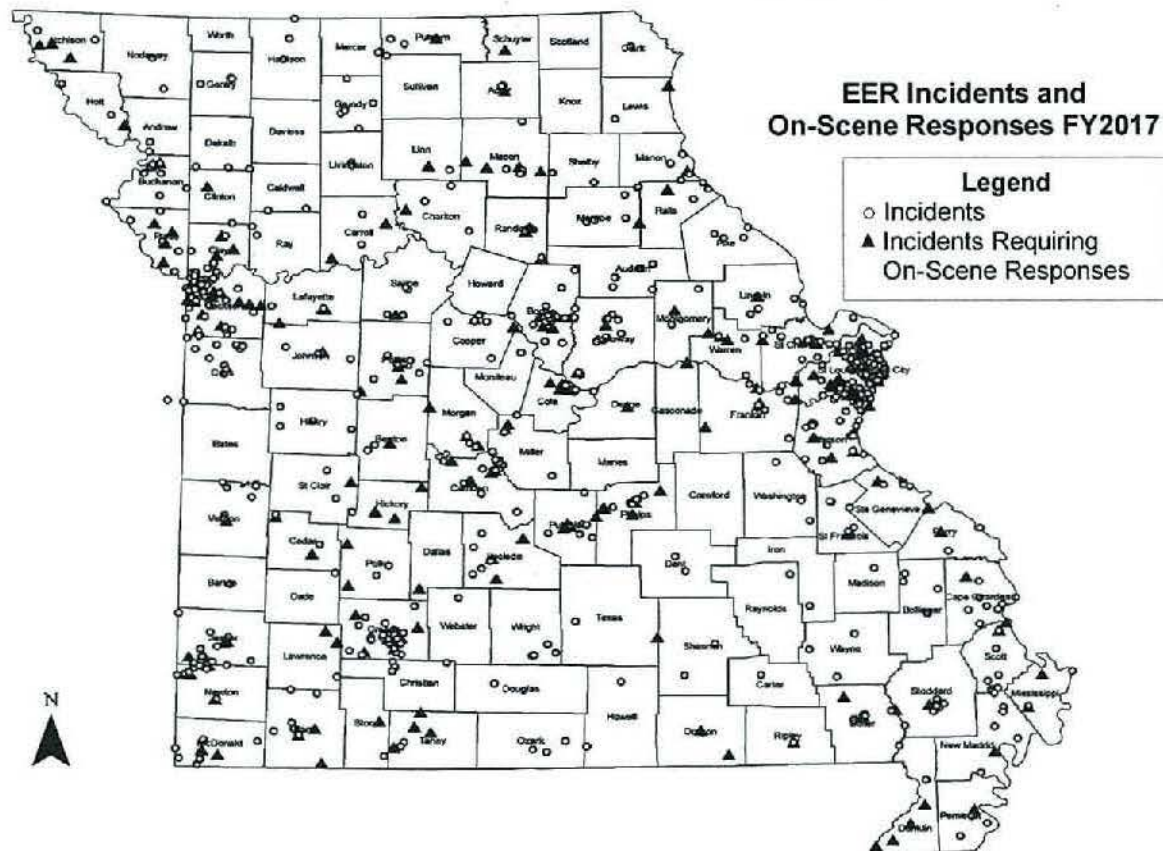 EER Incidents and
On-Scene Responses FY2017
Legend
Incidents
Incidents Requiring
On-Scene Responses
N
Worth
Nodaway
Mercer
Putnam
Schuyler
Scotland
Clark
Holt
Gentry
Sullivan
Knox
Lewis
Grundy
Andrew
Dekalb
Daviess
Linn
Macon
Shelby
Marion
Livingston
Buchanan
Clinton
Caldwell
Chariton
Monroe
Ralls
Ray
Carroll
Pike
Lafayette
Saline
Howard
Audrain
Lincoln
Johnson
Cooper
Montgomery
Warren
Moniteau
Cole
Osage
Gasconade
Franklin
Henry
Morgan
Bates
Benton
Miller
Maries
St Clair
Camden
Crawford
Washington
Ste Genevieve
Vernon
Hickory
Pulaski
Phelps
St Francois
Perry
Cedar
Polk
Dallas
Laclede
Dent
Iron
Madison
Barton
Dade
Texas
Reynolds
Bollinger
Cape Girardeau
Greene
Webster
Wright
Shannon
Wayne
Jasper
Lawrence
Scott
Christian
Douglas
Carter
Stoddard
Mississippi
Newton
Howell
Butler
Stone
Taney
Ozark
Oregon
Ripley
McDonald
New Madrid
Dunklin
Pemiscot